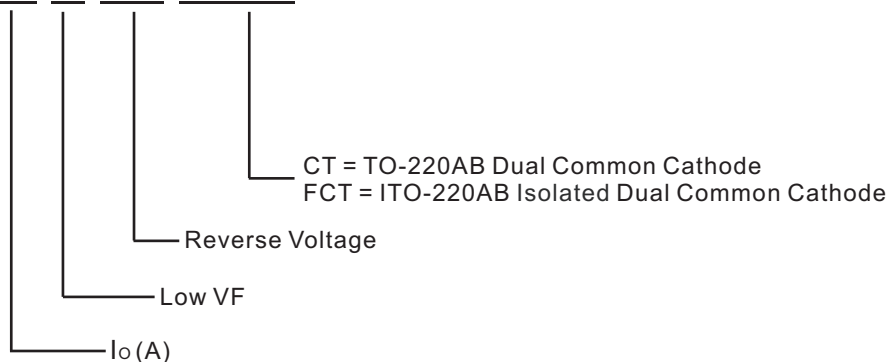 CT = TO-220AB Dual Common Cathode
FCT = ITO-220AB Isolated Dual Common Cathode
Reverse Voltage
Low VF
Io (A)